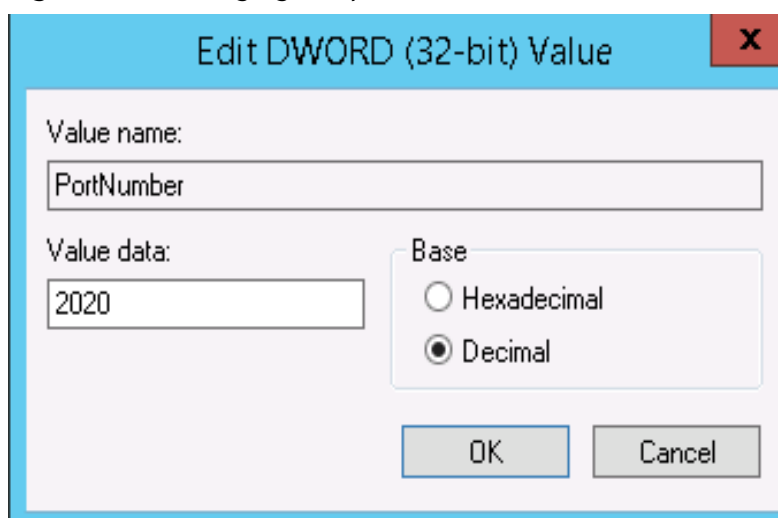 Edit DWORD (32-bit) Value
x
Value name:
PortNumber
Value data:
Base
2020
Hexadecimal
Decimal
OK
Cancel